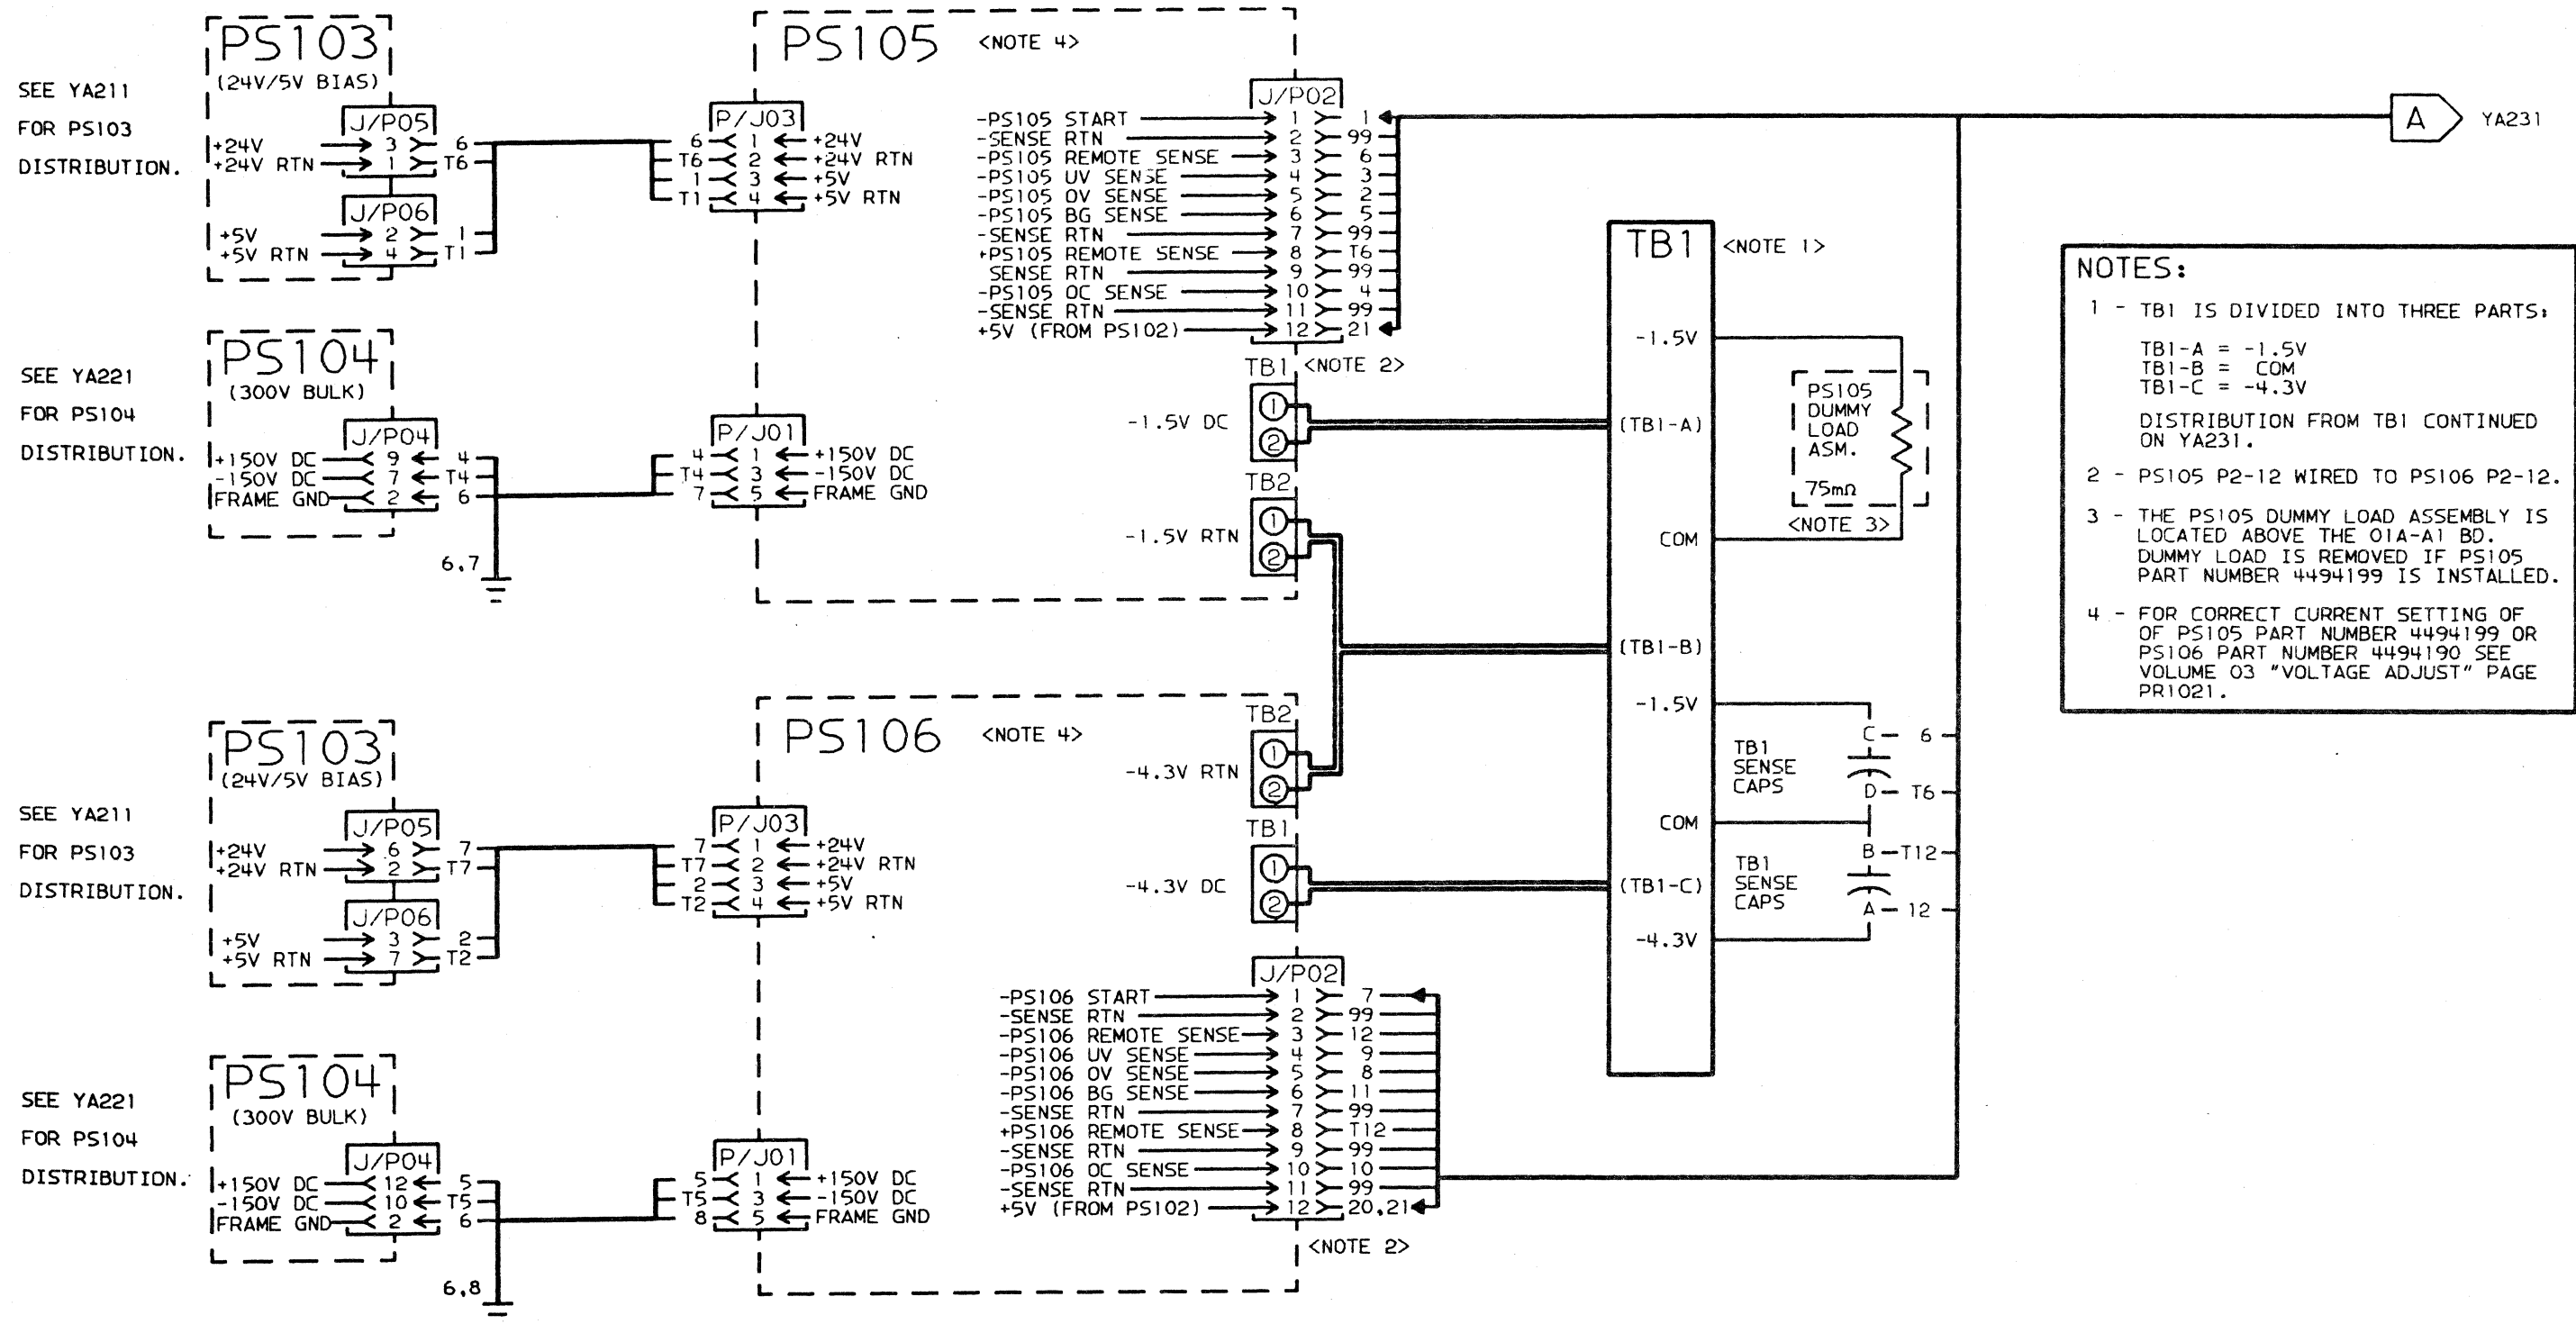 SEE YA211
FOR PS103
DISTRIBUTION.
PS103
(24V/5V BIAS)
J/P05
+24V 3 6
+24V RTN 1 T6
J/P06
+5V 2 1
+5V RTN 4 T1
SEE YA221
FOR PS104
DISTRIBUTION.
PS104
(300V BULK)
J/P04
+150V DC 9 4
-150V DC 7 T4
FRAME GND 2 6
6,7
PS105 <NOTE 4>
P/J03
6 1 +24V
T6 2 +24V RTN
1 3 +5V
T1 4 +5V RTN
P/J01
4 1 +150V DC
T4 3 -150V DC
7 5 FRAME GND
J/P02
-PS105 START 1 1
-SENSE RTN 2 99
-PS105 REMOTE SENSE 3 6
-PS105 UV SENSE 4 3
-PS105 OV SENSE 5 2
-PS105 BG SENSE 6 5
-SENSE RTN 7 99
+PS105 REMOTE SENSE 8 T6
SENSE RTN 9 99
-PS105 OC SENSE 10 4
-SENSE RTN 11 99
+5V (FROM PS102) 12 21
TB1 <NOTE 2>
-1.5V DC
1
2
TB2
-1.5V RTN
1
2
SEE YA211
FOR PS103
DISTRIBUTION.
PS103
(24V/5V BIAS)
J/P05
+24V 6 7
+24V RTN 2 T7
J/P06
+5V 3 2
+5V RTN 7 T2
SEE YA221
FOR PS104
DISTRIBUTION.
PS104
(300V BULK)
J/P04
+150V DC 12 5
-150V DC 10 T5
FRAME GND 2 6
6,8
PS106 <NOTE 4>
P/J03
7 1 +24V
T7 2 +24V RTN
2 3 +5V
T2 4 +5V RTN
P/J01
5 1 +150V DC
T5 3 -150V DC
8 5 FRAME GND
TB2
-4.3V RTN
1
2
TB1
-4.3V DC
1
2
J/P02
-PS106 START 1 7
-SENSE RTN 2 99
-PS106 REMOTE SENSE 3 12
-PS106 UV SENSE 4 9
-PS106 OV SENSE 5 8
-PS106 BG SENSE 6 11
-SENSE RTN 7 99
+PS106 REMOTE SENSE 8 T12
-SENSE RTN 9 99
-PS106 OC SENSE 10 10
-SENSE RTN 11 99
+5V (FROM PS102) 12 20,21
<NOTE 2>
TB1 <NOTE 1>
-1.5V
(TB1-A)
COM
(TB1-B)
-1.5V
COM
(TB1-C)
-4.3V
PS105
DUMMY
LOAD
ASM.
75mΩ
<NOTE 3>
TB1
SENSE
CAPS
C 6
D T6
TB1
SENSE
CAPS
B T12
A 12
A YA231
NOTES:
1 - TB1 IS DIVIDED INTO THREE PARTS:
TB1-A = -1.5V
TB1-B = COM
TB1-C = -4.3V
DISTRIBUTION FROM TB1 CONTINUED
ON YA231.
2 - PS105 P2-12 WIRED TO PS106 P2-12.
3 - THE PS105 DUMMY LOAD ASSEMBLY IS
LOCATED ABOVE THE 01A-A1 BD.
DUMMY LOAD IS REMOVED IF PS105
PART NUMBER 4494199 IS INSTALLED.
4 - FOR CORRECT CURRENT SETTING OF
OF PS105 PART NUMBER 4494199 OR
PS106 PART NUMBER 4494190 SEE
VOLUME 03 "VOLTAGE ADJUST" PAGE
PR1021.